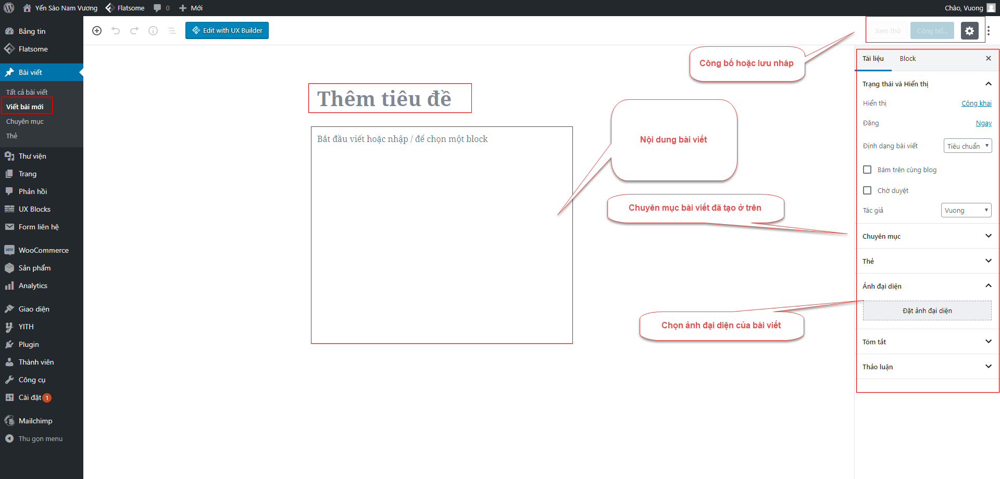 Yến Sào Nam Vương
Flatsome
0
Mới
Chào, Vuong
Bảng tin
Flatsome
Bài viết
Tất cả bài viết
Viết bài mới
Chuyên mục
Thẻ
Thư viện
Trang
Phản hồi
UX Blocks
Form liên hệ
WOO
WooCommerce
Sản phẩm
Analytics
Giao diện
YITH
Plugin
Thành viên
Công cụ
Cài đặt 1
Mailchimp
Thu gọn menu
Edit with UX Builder
Xem thử
Công bố...
Công bố hoặc lưu nháp
Thêm tiêu đề
Bắt đầu viết hoặc nhập / để chọn một block
Nội dung bài viết
Chuyên mục bài viết đã tạo ở trên
Chọn ảnh đại diện của bài viết
Tài liệu
Block
Trạng thái và Hiển thị
Hiển thị
Công khai
Đăng
Ngay
Định dạng bài viết
Tiêu chuẩn
Bám trên cùng blog
Chờ duyệt
Tác giả
Vuong
Chuyên mục
Thẻ
Ảnh đại diện
Đặt ảnh đại diện
Tóm tắt
Thảo luận